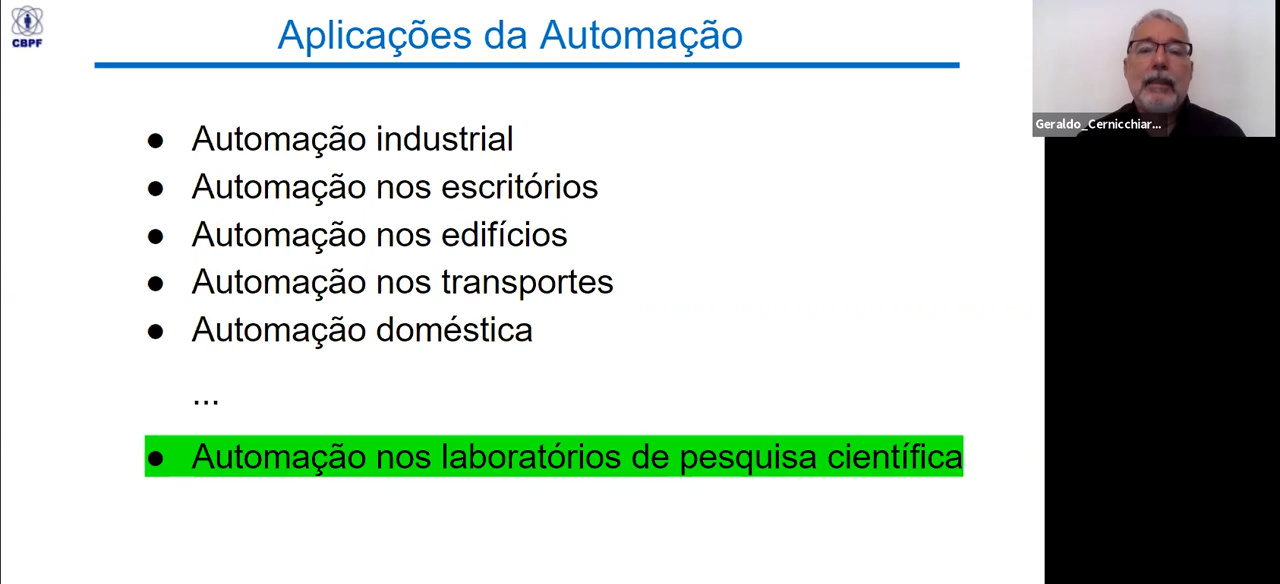 CBPF
Aplicações da Automação
Geraldo_Cernicchiar...
● Automação industrial
● Automação nos escritórios
● Automação nos edifícios
● Automação nos transportes
● Automação doméstica
...
● Automação nos laboratórios de pesquisa científica